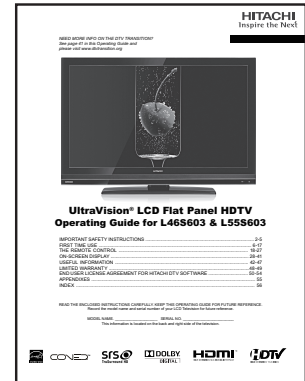 HITACHI
Inspire the Next
NEED MORE INFO ON THE DTV TRANSITION?
See page 41 in this Operating Guide and
please visit www.dtvtransition.org
UltraVision® LCD Flat Panel HDTV
Operating Guide for L46S603 & L55S603
IMPORTANT SAFETY INSTRUCTIONS 2-5
FIRST TIME USE 6-17
THE REMOTE CONTROL 18-27
ON-SCREEN DISPLAY 28-41
USEFUL INFORMATION 42-47
LIMITED WARRANTY 48-49
END USER LICENSE AGREEMENT FOR HITACHI DTV SOFTWARE 50-54
APPENDIXES 55
INDEX 56
READ THE ENCLOSED INSTRUCTIONS CAREFULLY. KEEP THIS OPERATING GUIDE FOR FUTURE REFERENCE.
Record the model name and serial number of your LCD Television for future reference.
MODEL NAME SERIAL NO.
This information is located on the back and right side of the television.
SRS
TruSurround HD
DOLBY
DIGITAL
HDMI
HDTV